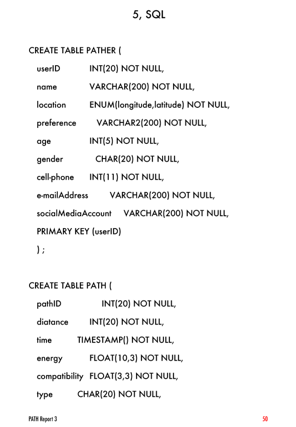 5, SQL
CREATE TABLE PATHER (
userID INT(20) NOT NULL,
name VARCHAR(200) NOT NULL,
location ENUM(longitude,latitude) NOT NULL,
preference VARCHAR2(200) NOT NULL,
age INT(5) NOT NULL,
gender CHAR(20) NOT NULL,
cell-phone INT(11) NOT NULL,
e-mailAddress VARCHAR(200) NOT NULL,
socialMediaAccount VARCHAR(200) NOT NULL,
PRIMARY KEY (userID)
) ;
CREATE TABLE PATH (
pathID INT(20) NOT NULL,
diatance INT(20) NOT NULL,
time TIMESTAMP() NOT NULL,
energy FLOAT(10,3) NOT NULL,
compatibility FLOAT(3,3) NOT NULL,
type CHAR(20) NOT NULL,
PATH Report 3 50